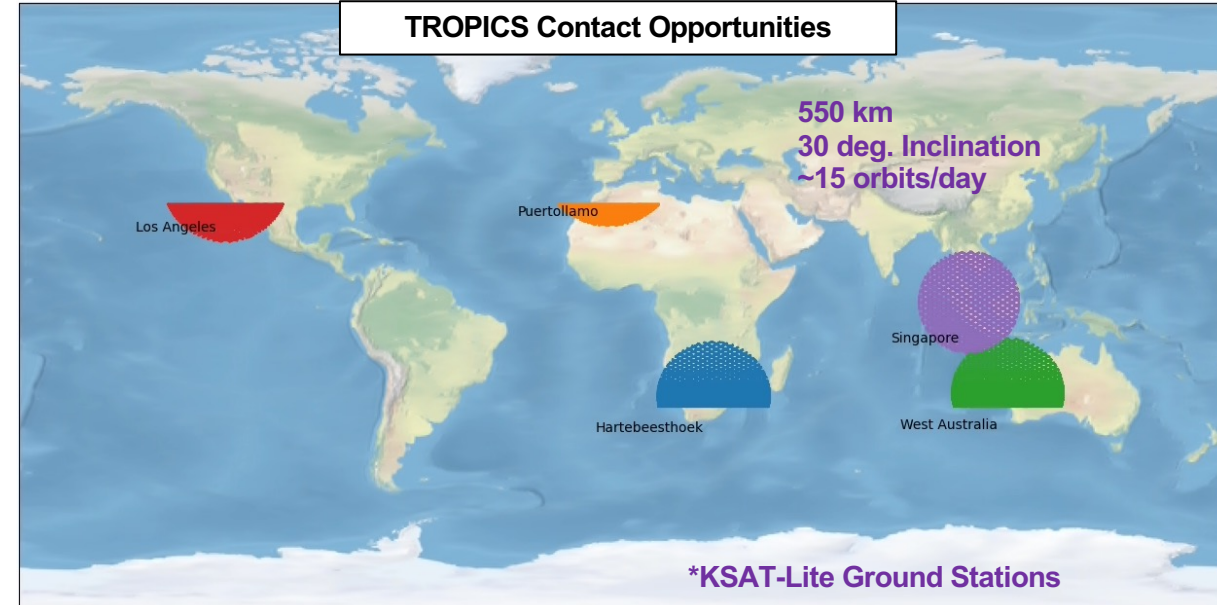 TROPICS Contact Opportunities
550 km
30 deg. Inclination
~15 orbits/day
Los Angeles
Puertollamo
Singapore
Hartebeesthoek
West Australia
*KSAT-Lite Ground Stations